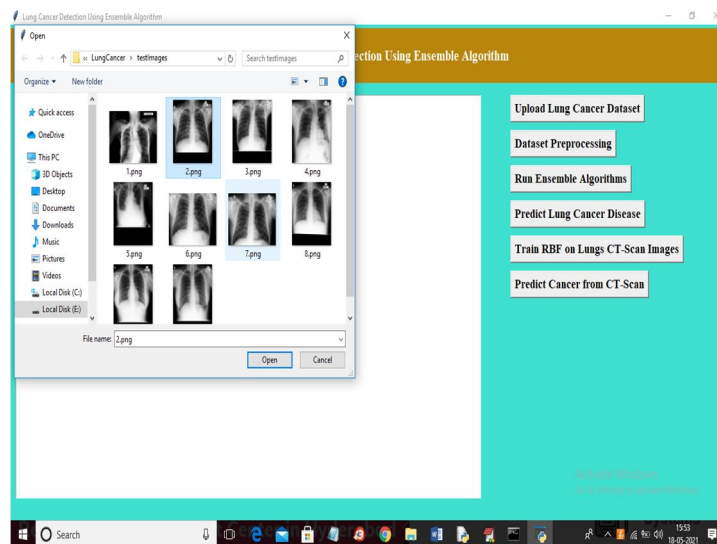 Lung Cancer Detection Using Ensemble Algorithm
Open
ection Using Ensemble Algorithm
« LungCancer › testImages
Search testImages
Organize
New folder
Quick access
OneDrive
This PC
3D Objects
Desktop
Documents
Downloads
Music
Pictures
Videos
Local Disk (C:)
Local Disk (E:)
1.png 2.png 3.png 4.png
5.png 6.png 7.png 8.png
File name: 2.png
Open Cancel
Upload Lung Cancer Dataset
Dataset Preprocessing
Run Ensemble Algorithms
Predict Lung Cancer Disease
Train RBF on Lungs CT-Scan Images
Predict Cancer from CT-Scan
Search
15:53
18-05-2021